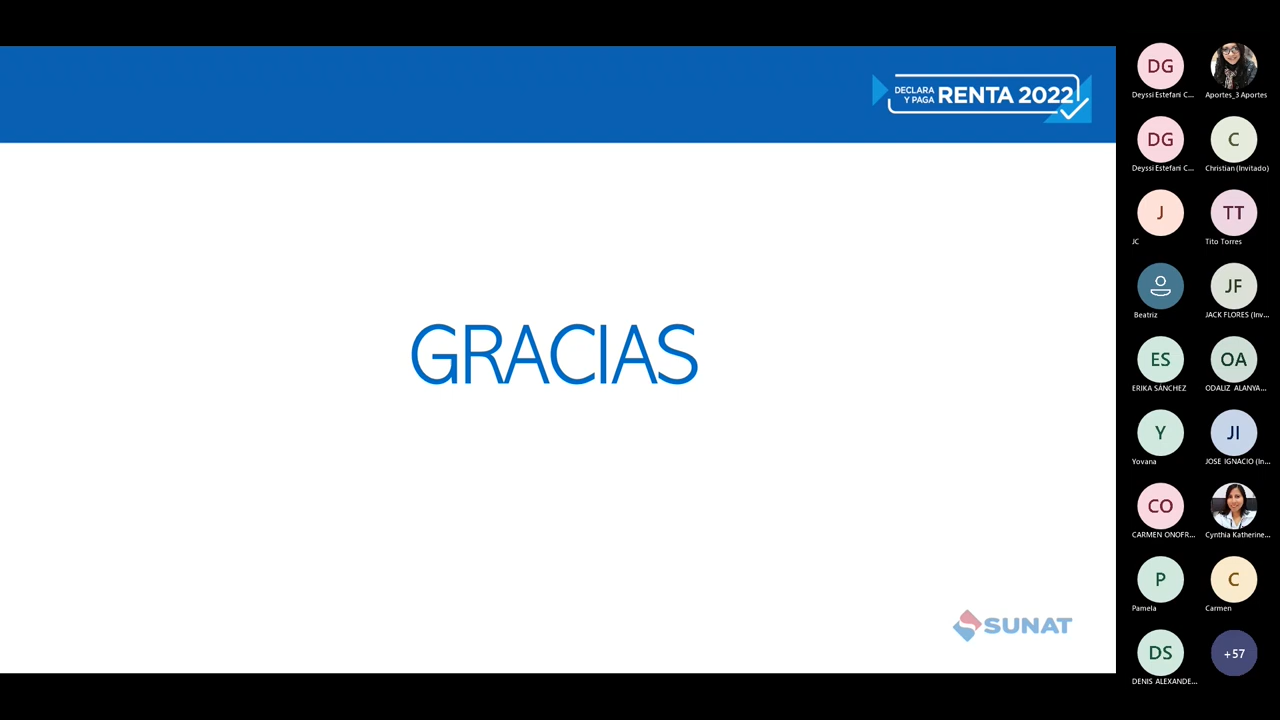 DECLARA
Y PAGA RENTA 2022
GRACIAS
SUNAT
DG
Deyssi Estefani C...
Aportes_3 Aportes
DG
Deyssi Estefani C...
C
Christian (Invitado)
J
JC
TT
Tito Torres
Beatriz
JF
JACK FLORES (Inv...
ES
ERIKA SÁNCHEZ
OA
ODALIZ ALANYA...
Y
Yovana
JI
JOSE IGNACIO (In...
CO
CARMEN ONOFR...
Cynthia Katherine...
P
Pamela
C
Carmen
DS
DENIS ALEXANDE...
+57